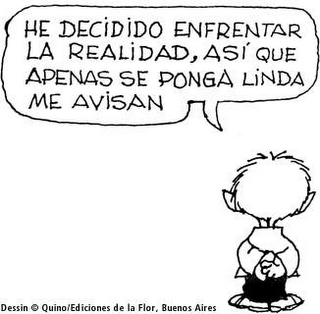 HE DECIDIDO ENFRENTAR
LA REALIDAD, ASÍ QUE
APENAS SE PONGA LINDA
ME AVISAN
Dessin © Quino/Ediciones de la Flor, Buenos Aires